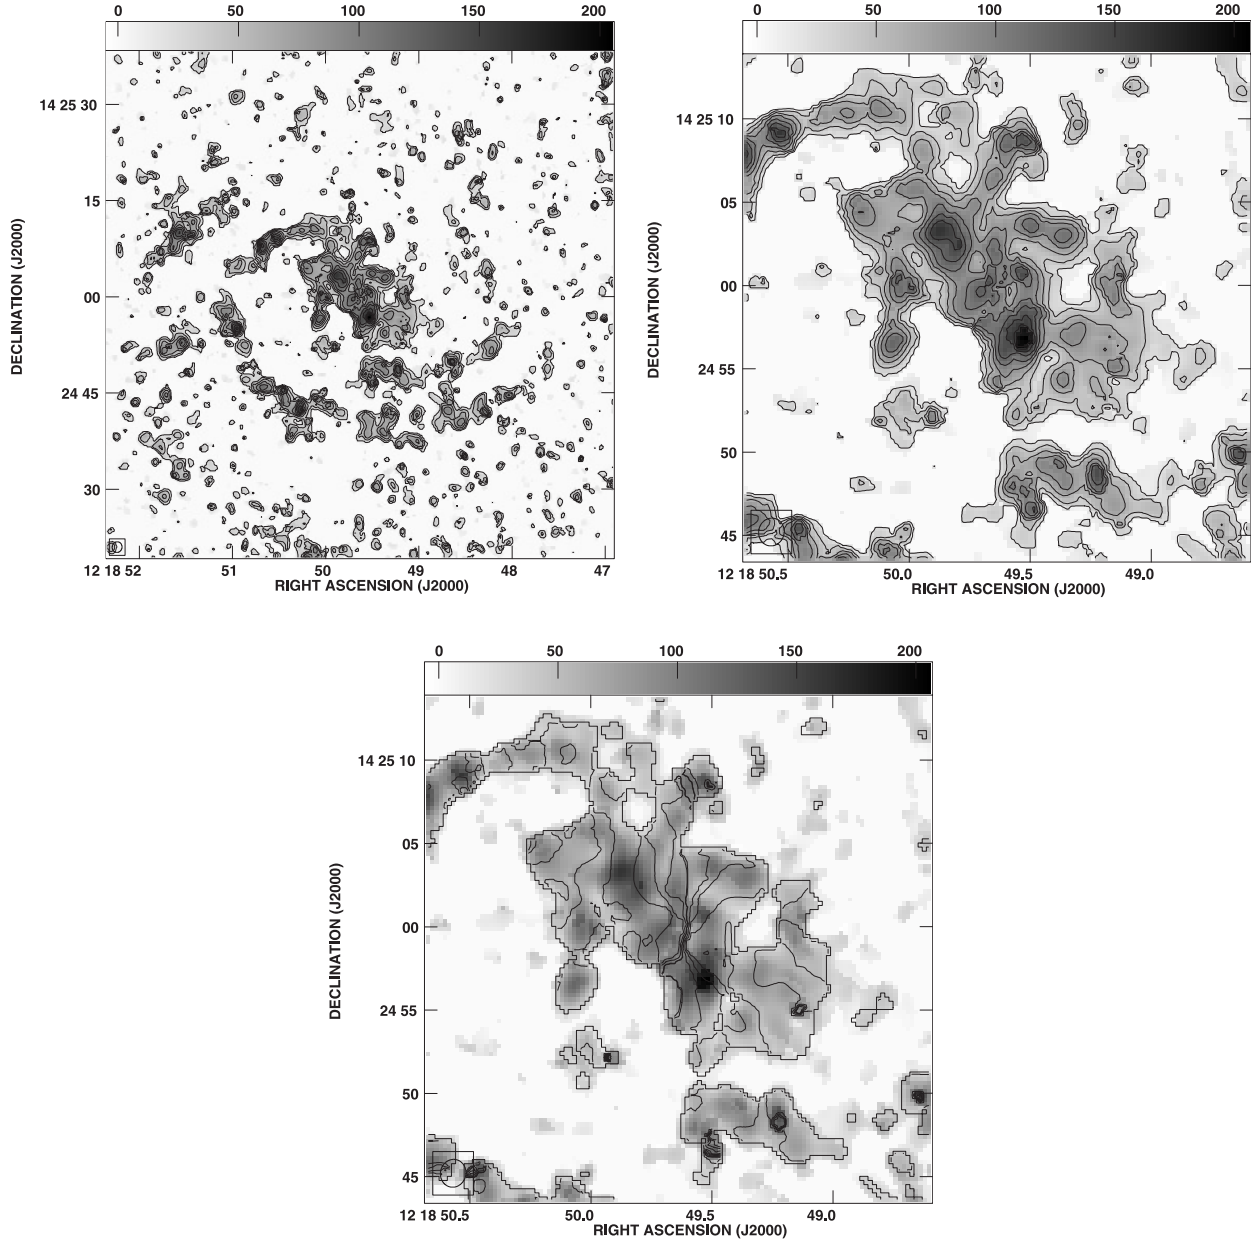 0 50 100 150 200
DECLINATION (J2000)
14 25 30
15
00
24 45
30
12 18 52 51 50 49 48 47
RIGHT ASCENSION (J2000)
0 50 100 150 200
DECLINATION (J2000)
14 25 10
05
00
24 55
50
45
12 18 50.5 50.0 49.5 49.0
RIGHT ASCENSION (J2000)
0 50 100 150 200
DECLINATION (J2000)
14 25 10
05
00
24 55
50
45
12 18 50.5 50.0 49.5 49.0
RIGHT ASCENSION (J2000)